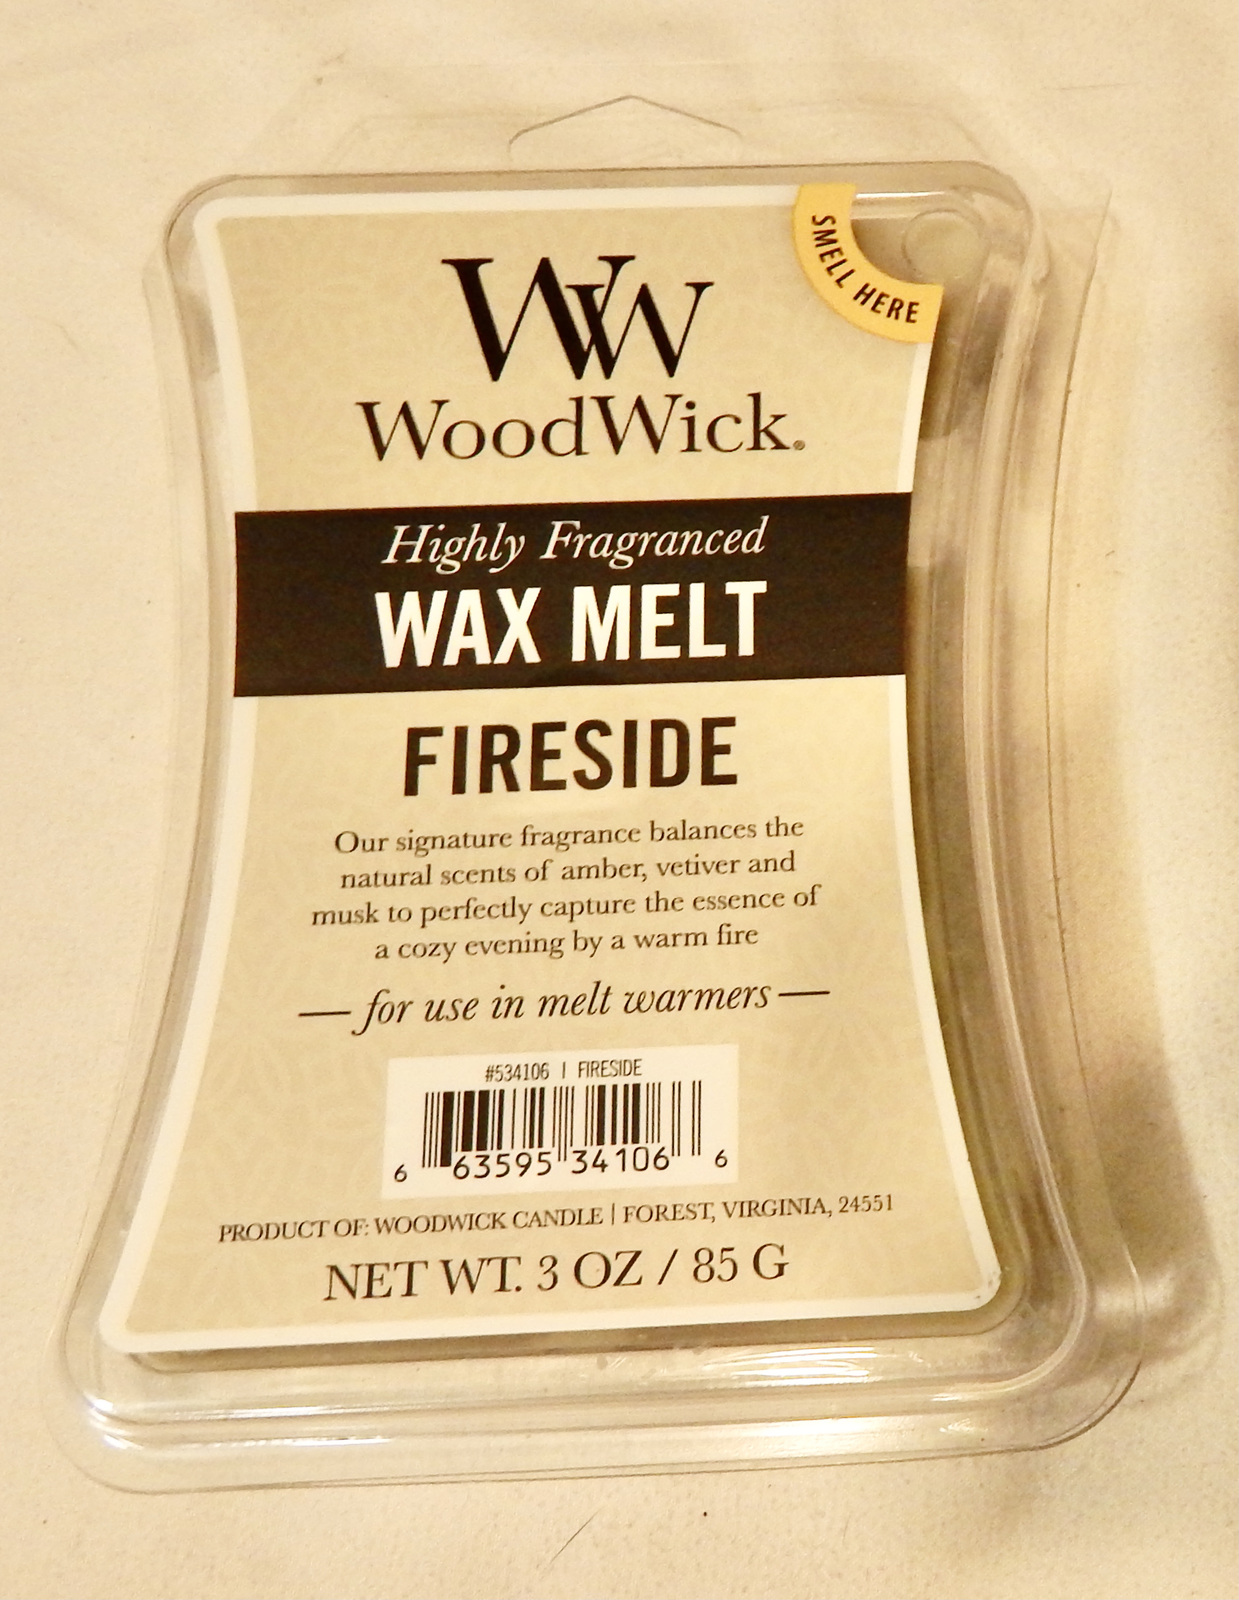 SMELL HERE
WW
WoodWick®
Highly Fragranced
WAX MELT
FIRESIDE
Our signature fragrance balances the
natural scents of amber, vetiver and
musk to perfectly capture the essence of
a cozy evening by a warm fire
— for use in melt warmers —
#534106 | FIRESIDE
6 63595 34106 6
PRODUCT OF: WOODWICK CANDLE | FOREST, VIRGINIA, 24551
NET WT. 3 OZ / 85 G